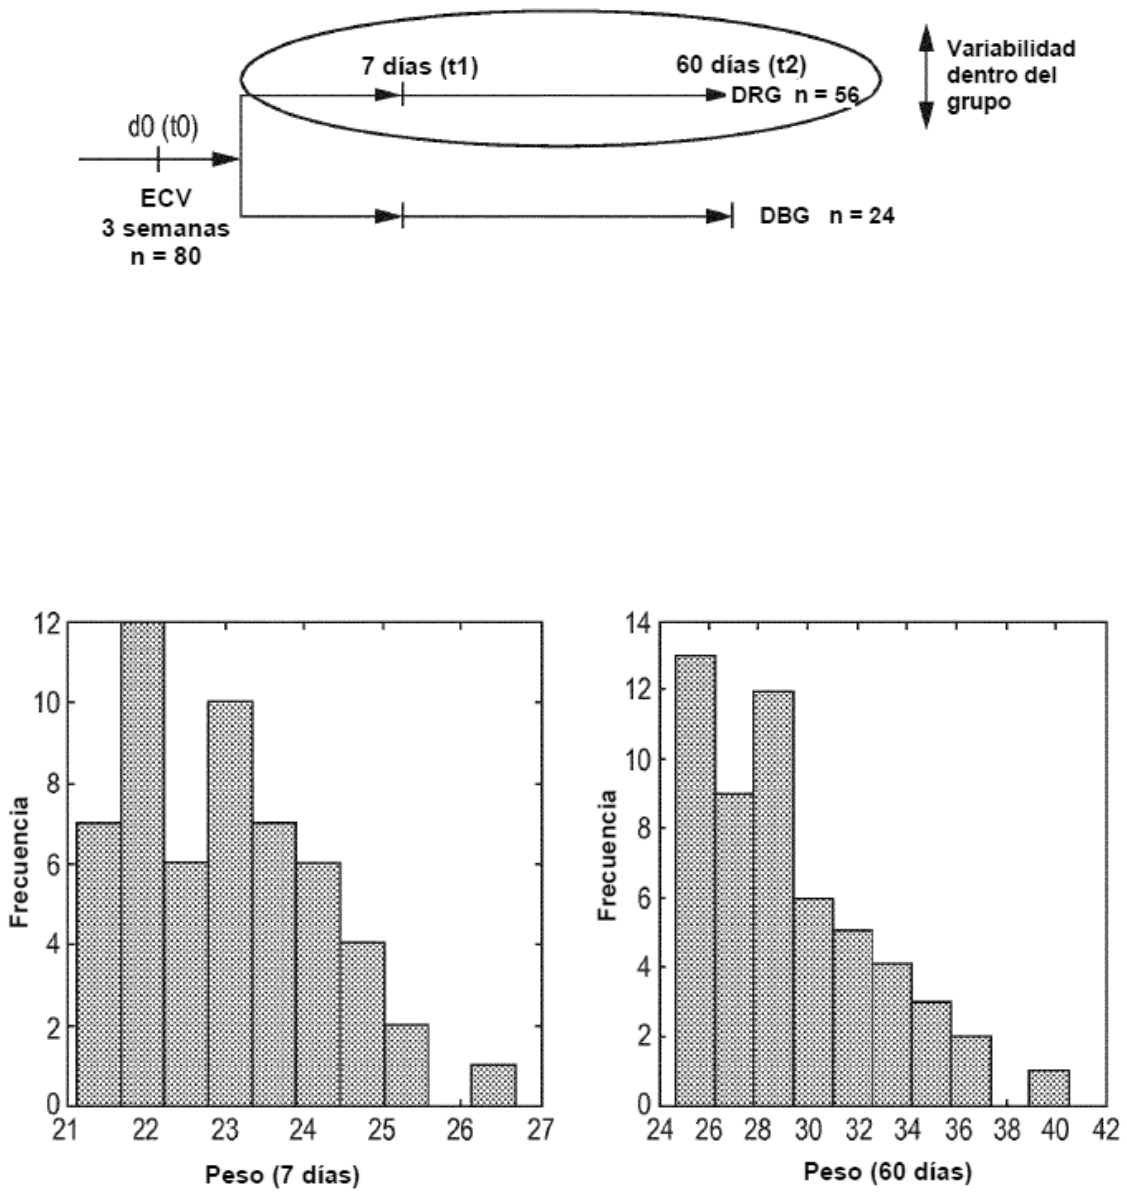 7 días (t1)
60 días (t2)
DRG n = 56
Variabilidad
dentro del
grupo
d0 (t0)
ECV
3 semanas
n = 80
DBG n = 24
Frecuencia
12
10
8
6
4
2
0
21 22 23 24 25 26 27
Peso (7 días)
Frecuencia
14
12
10
8
6
4
2
0
24 26 28 30 32 34 36 38 40 42
Peso (60 días)